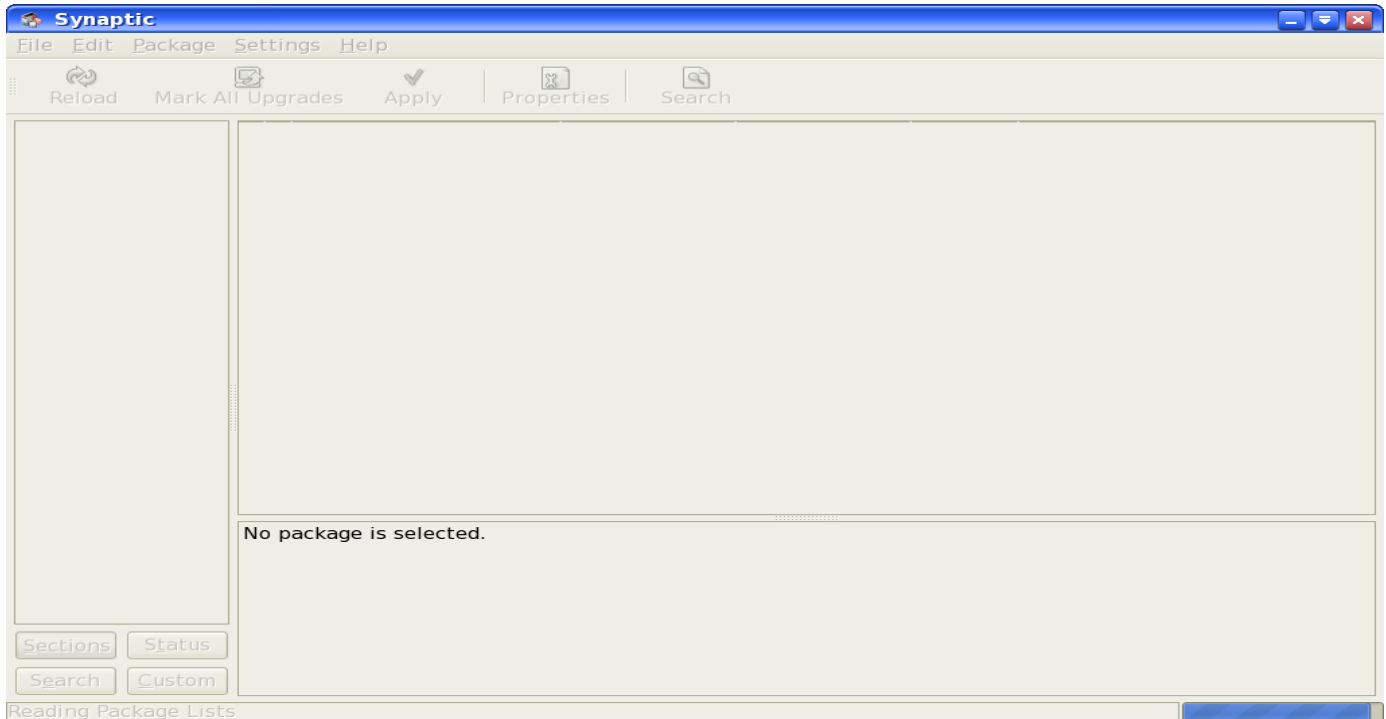 Synaptic
File Edit Package Settings Help
Reload Mark All Upgrades Apply Properties Search
No package is selected.
Sections Status
Search Custom
Reading Package Lists